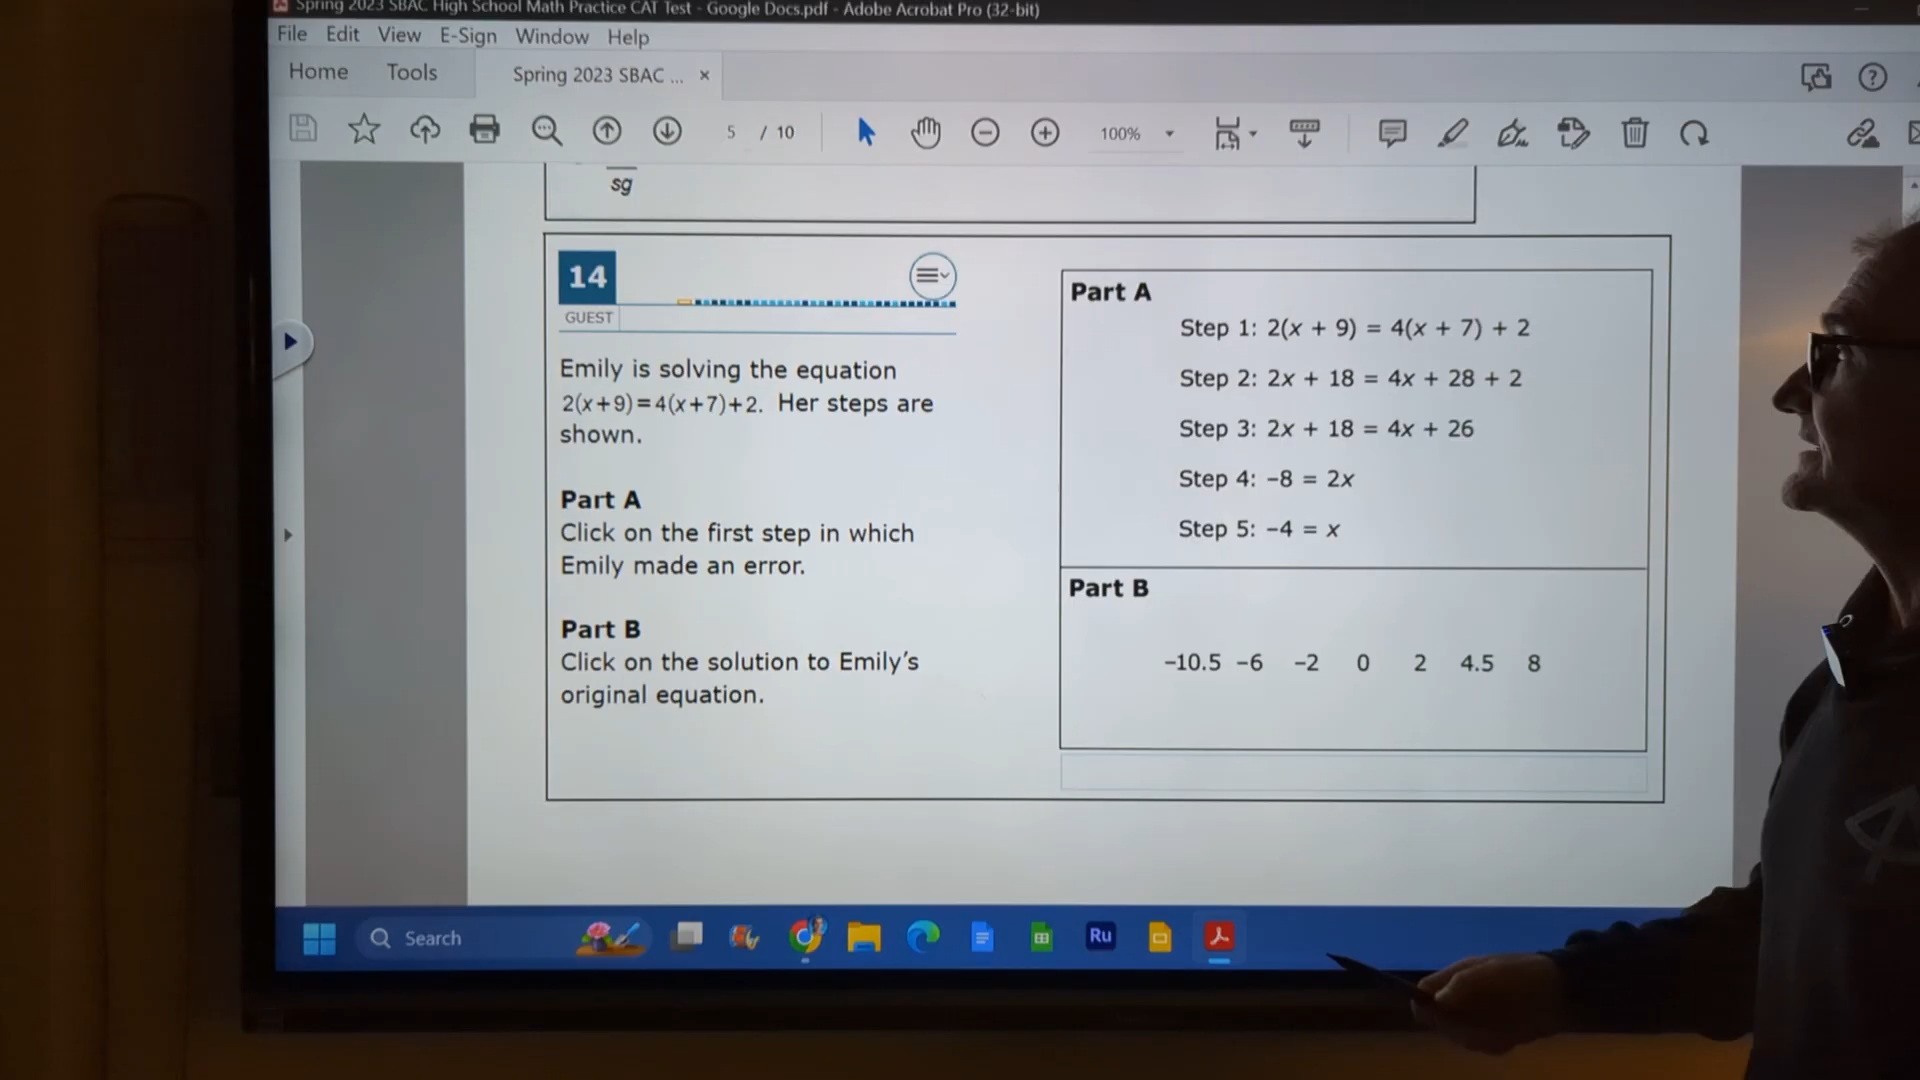 Spring 2023 SBAC High School Math Practice CAT Test - Google Docs.pdf - Adobe Acrobat Pro (32-bit)
File Edit View E-Sign Window Help
Home Tools Spring 2023 SBAC ... ×
5 / 10 100%
sg
14
GUEST
Emily is solving the equation
2(x+9)=4(x+7)+2. Her steps are
shown.
Part A
Click on the first step in which
Emily made an error.
Part B
Click on the solution to Emily's
original equation.
Part A
Step 1: 2(x + 9) = 4(x + 7) + 2
Step 2: 2x + 18 = 4x + 28 + 2
Step 3: 2x + 18 = 4x + 26
Step 4: −8 = 2x
Step 5: −4 = x
Part B
−10.5 −6 −2 0 2 4.5 8
Search
Ru